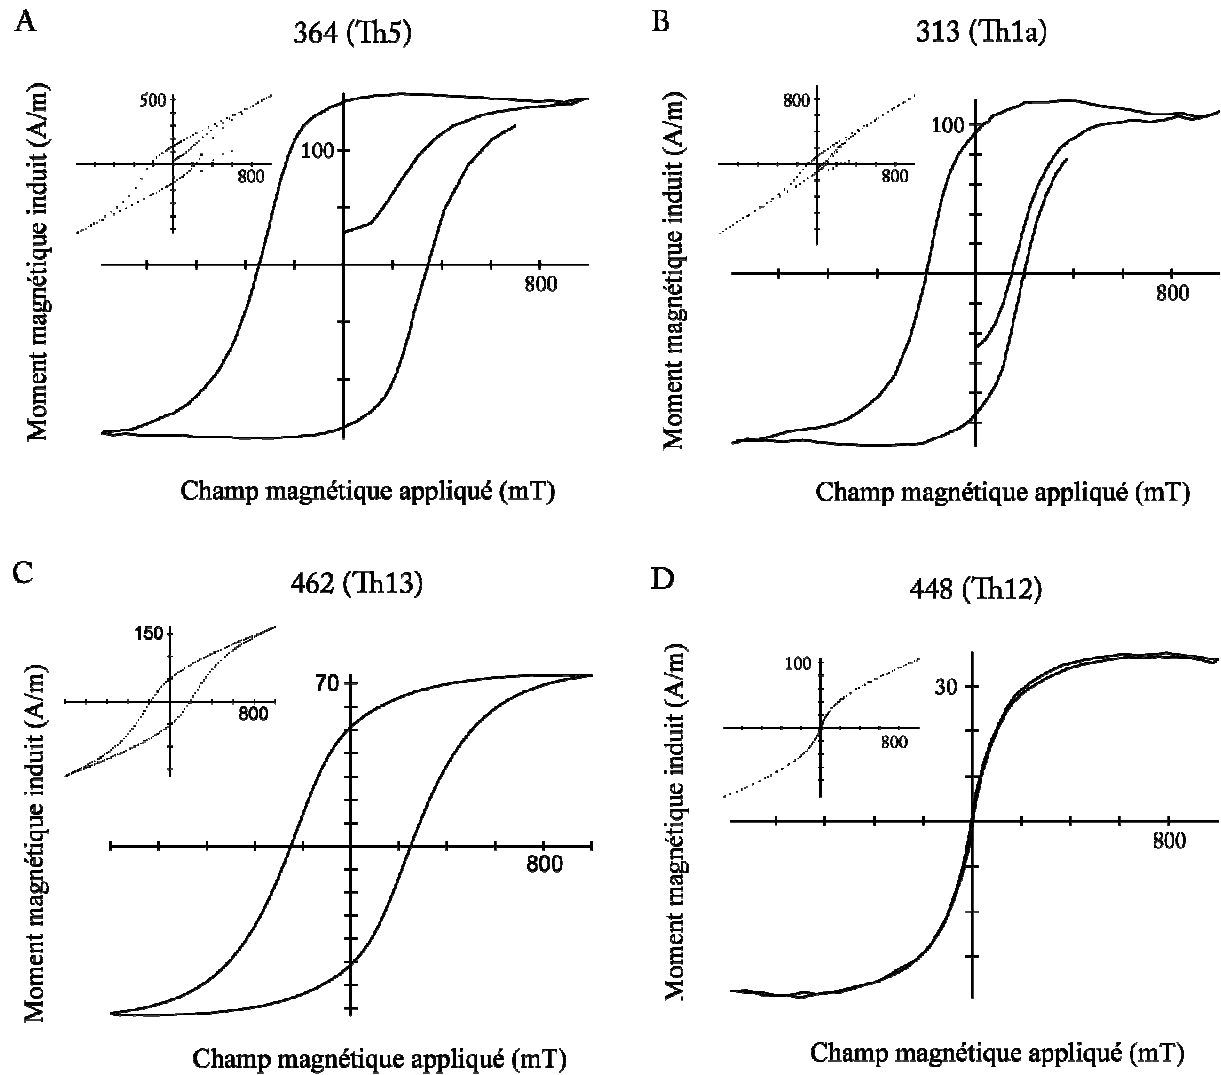 A
364 (Th5)
Moment magnétique induit (A/m)
500
800
100
800
Champ magnétique appliqué (mT)
B
313 (Th1a)
Moment magnétique induit (A/m)
800
800
100
800
Champ magnétique appliqué (mT)
C
462 (Th13)
Moment magnétique induit (A/m)
150
800
70
800
Champ magnétique appliqué (mT)
D
448 (Th12)
Moment magnétique induit (A/m)
100
800
30
800
Champ magnétique appliqué (mT)